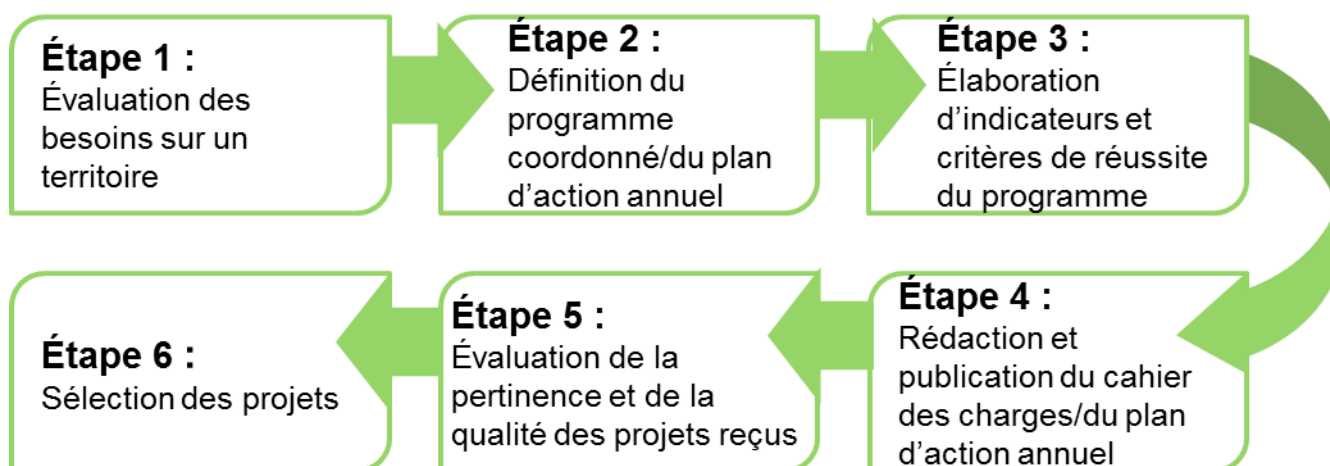 Étape 1 :
Évaluation des
besoins sur un
territoire
Étape 2 :
Définition du
programme
coordonné/du plan
d’action annuel
Étape 3 :
Élaboration
d’indicateurs et
critères de réussite
du programme
Étape 4 :
Rédaction et
publication du cahier
des charges/du plan
d’action annuel
Étape 5 :
Évaluation de la
pertinence et de la
qualité des projets reçus
Étape 6 :
Sélection des projets